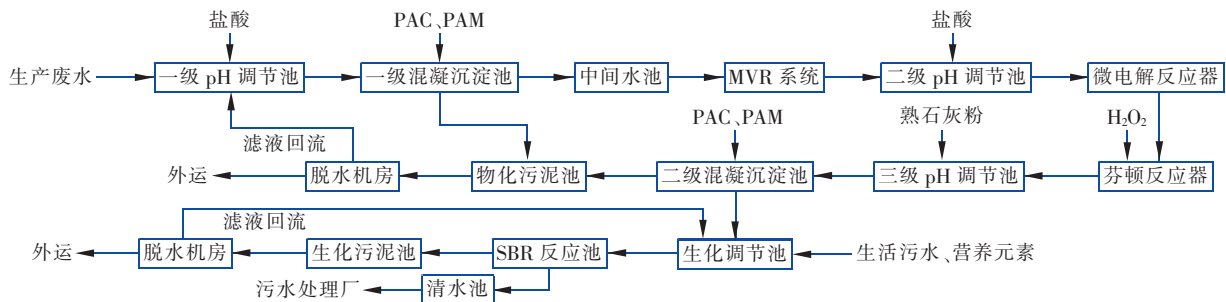 盐酸 PAC、PAM 盐酸
生产废水 一级 pH 调节池 一级混凝沉淀池 中间水池 MVR 系统 二级 pH 调节池 微电解反应器
PAC、PAM 熟石灰粉 H₂O₂
滤液回流
外运 脱水机房 物化污泥池 二级混凝沉淀池 三级 pH 调节池 芬顿反应器
滤液回流
外运 脱水机房 生化污泥池 SBR 反应池 生化调节池 生活污水、营养元素
污水处理厂 清水池